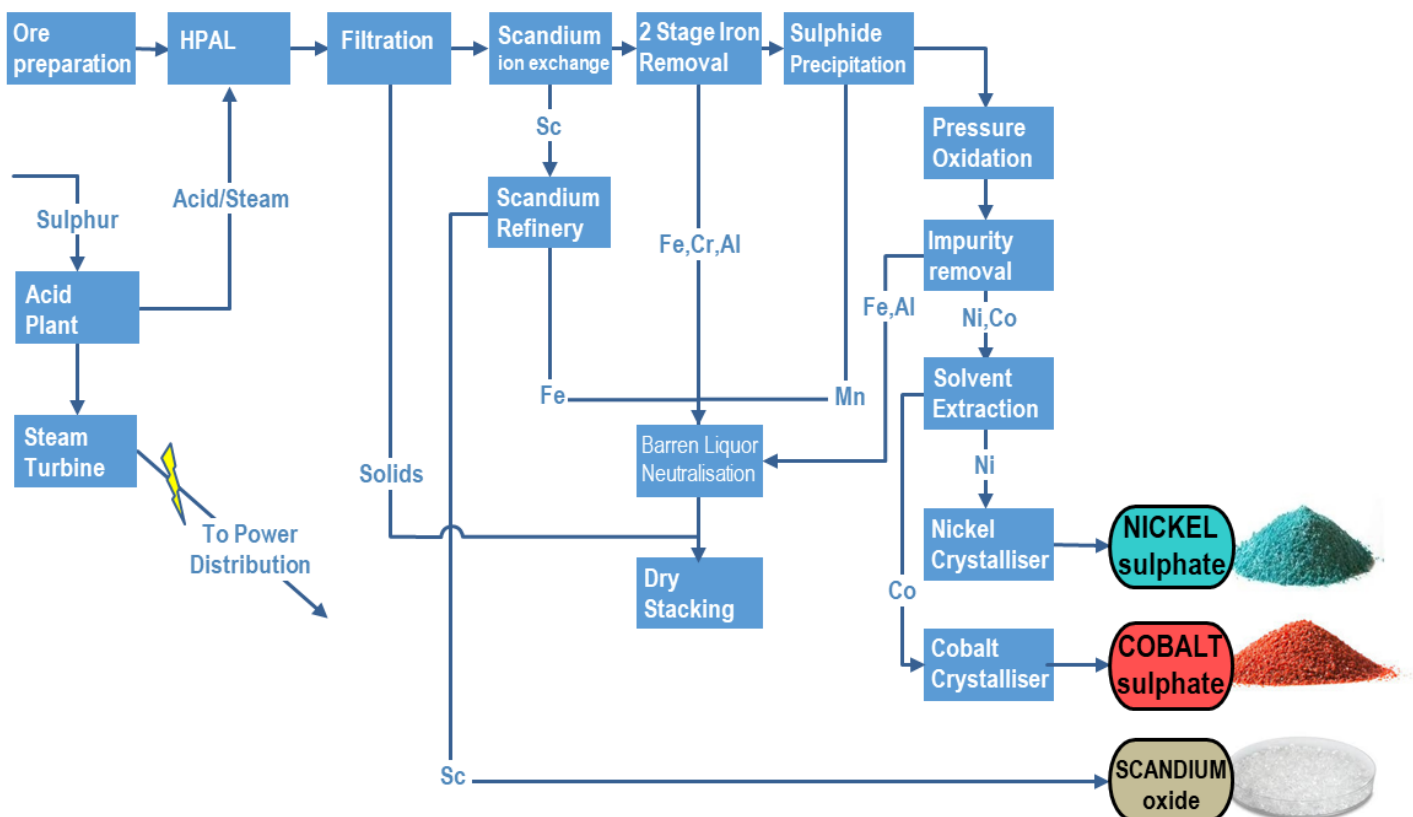 Ore
preparation
HPAL
Filtration
Scandium
ion exchange
2 Stage Iron
Removal
Sulphide
Precipitation
Pressure
Oxidation
Sc
Acid/Steam
Scandium
Refinery
Sulphur
Fe,Cr,Al
Impurity
removal
Acid
Plant
Fe,Al
Ni,Co
Solvent
Extraction
Fe
Mn
Steam
Turbine
Barren Liquor
Neutralisation
Solids
Ni
To Power
Distribution
Nickel
Crystalliser
NICKEL
sulphate
Dry
Stacking
Co
Cobalt
Crystalliser
COBALT
sulphate
Sc
SCANDIUM
oxide